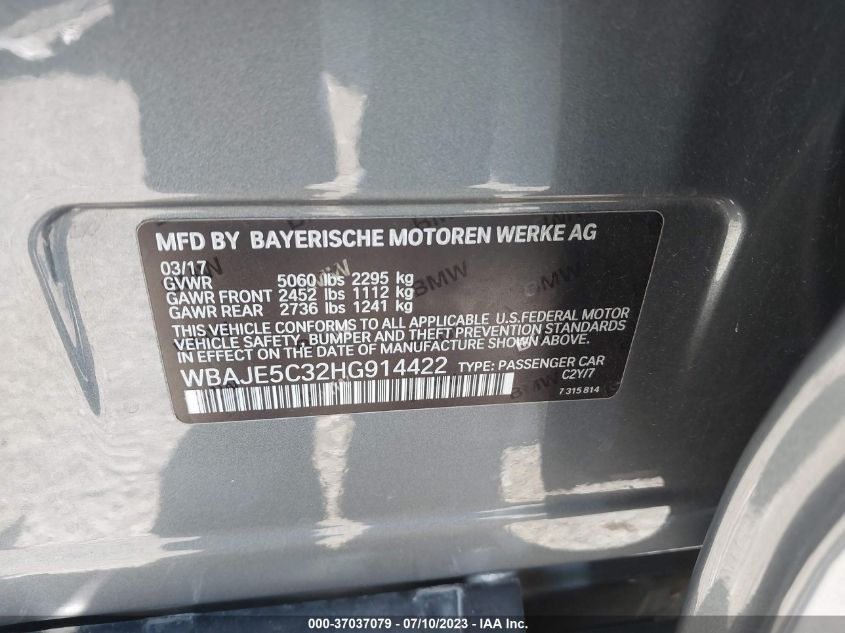 MFD BY BAYERISCHE MOTOREN WERKE AG
03/17
GVWR 5060 lbs 2295 kg
GAWR FRONT 2452 lbs 1112 kg
GAWR REAR 2736 lbs 1241 kg
THIS VEHICLE CONFORMS TO ALL APPLICABLE U.S.FEDERAL MOTOR
VEHICLE SAFETY, BUMPER AND THEFT PREVENTION STANDARDS
IN EFFECT ON THE DATE OF MANUFACTURE SHOWN ABOVE.
WBAJE5C32HG914422 TYPE: PASSENGER CAR
C2Y/7
7 315 814
000-37037079 - 07/10/2023 - IAA Inc.